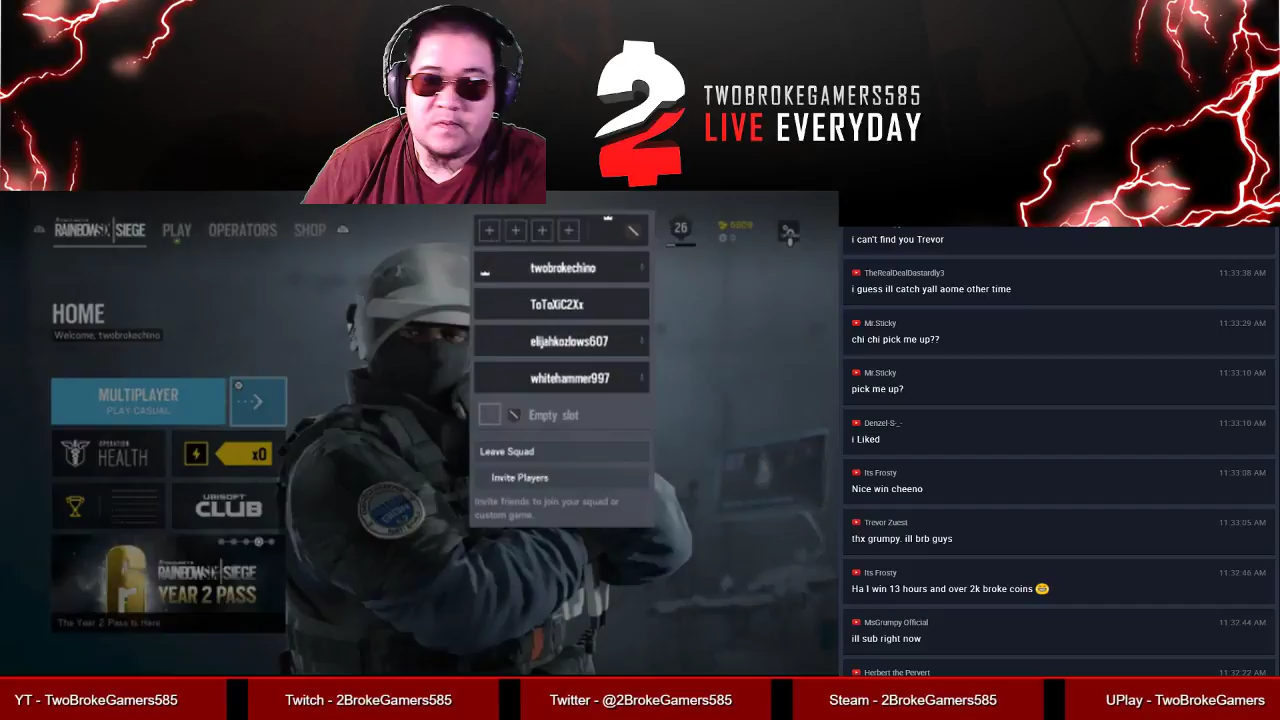 2
TWOBROKEGAMERS585
LIVE EVERYDAY
RAINBOW SIX | SIEGE
PLAY
OPERATORS
SHOP
26
HOME
Welcome, twobrokechino
MULTIPLAYER
PLAY CASUAL
OPERATION
HEALTH
x0
UBISOFT
CLUB
RAINBOW SIX | SIEGE
YEAR 2 PASS
The Year 2 Pass Is Here
twobrokechino
ToToXiC2Xx
elijahkozlows607
whitehammer997
Empty slot
Leave Squad
Invite Players
Invite friends to join your squad or
custom game.
i can't find you Trevor
TheRealDealDastardly3 11:33:38 AM
i guess ill catch yall aome other time
Mr.Sticky 11:33:29 AM
chi chi pick me up??
Mr.Sticky 11:33:10 AM
pick me up?
Denzel-S-_- 11:33:10 AM
i Liked
Its Frosty 11:33:08 AM
Nice win cheeno
Trevor Zuest 11:33:05 AM
thx grumpy. ill brb guys
Its Frosty 11:32:46 AM
Ha I win 13 hours and over 2k broke coins 😁
MsGrumpy Official 11:32:44 AM
ill sub right now
Herbert the Pervert 11:32:22 AM
YT - TwoBrokeGamers585
Twitch - 2BrokeGamers585
Twitter - @2BrokeGamers585
Steam - 2BrokeGamers585
UPlay - TwoBrokeGamers